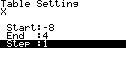 Table Setting
X
Start:-8
End :4
Step :1